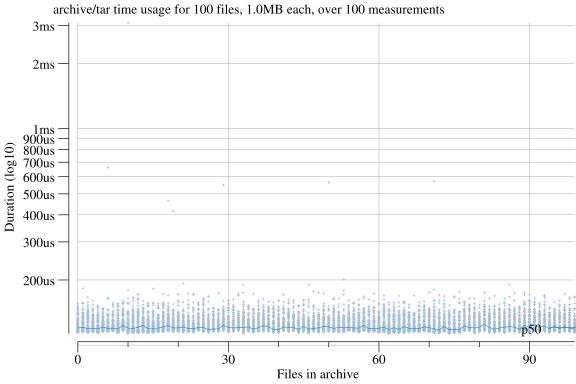 archive/tar time usage for 100 files, 1.0MB each, over 100 measurements
3ms
2ms
1ms
900us
800us
700us
600us
500us
400us
300us
200us
Duration (log10)
p50
0 30 60 90
Files in archive